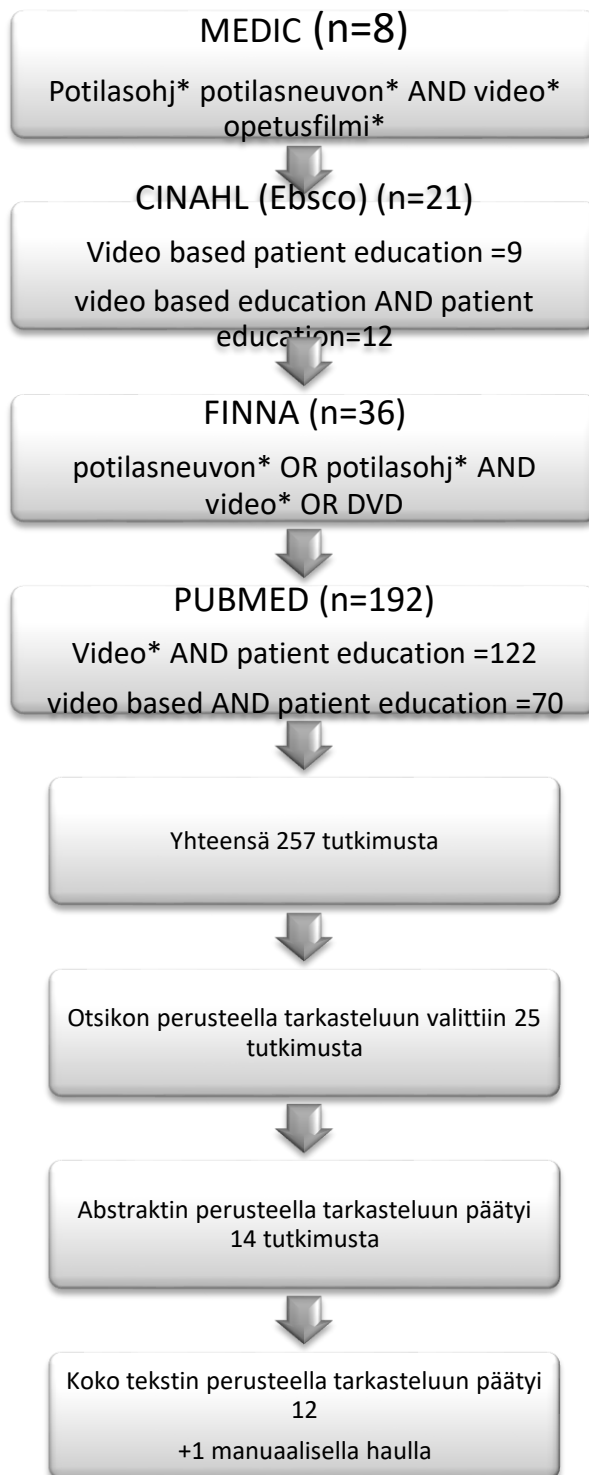 MEDIC (n=8)
Potilasohj* potilasneuvon* AND video*
opetusfilmi*
CINAHL (Ebsco) (n=21)
Video based patient education =9
video based education AND patient
education=12
FINNA (n=36)
potilasneuvon* OR potilasohj* AND
video* OR DVD
PUBMED (n=192)
Video* AND patient education =122
video based AND patient education =70
Yhteensä 257 tutkimusta
Otsikon perusteella tarkasteluun valittiin 25
tutkimusta
Abstraktin perusteella tarkasteluun päätyi
14 tutkimusta
Koko tekstin perusteella tarkasteluun päätyi
12
+1 manuaalisella haulla